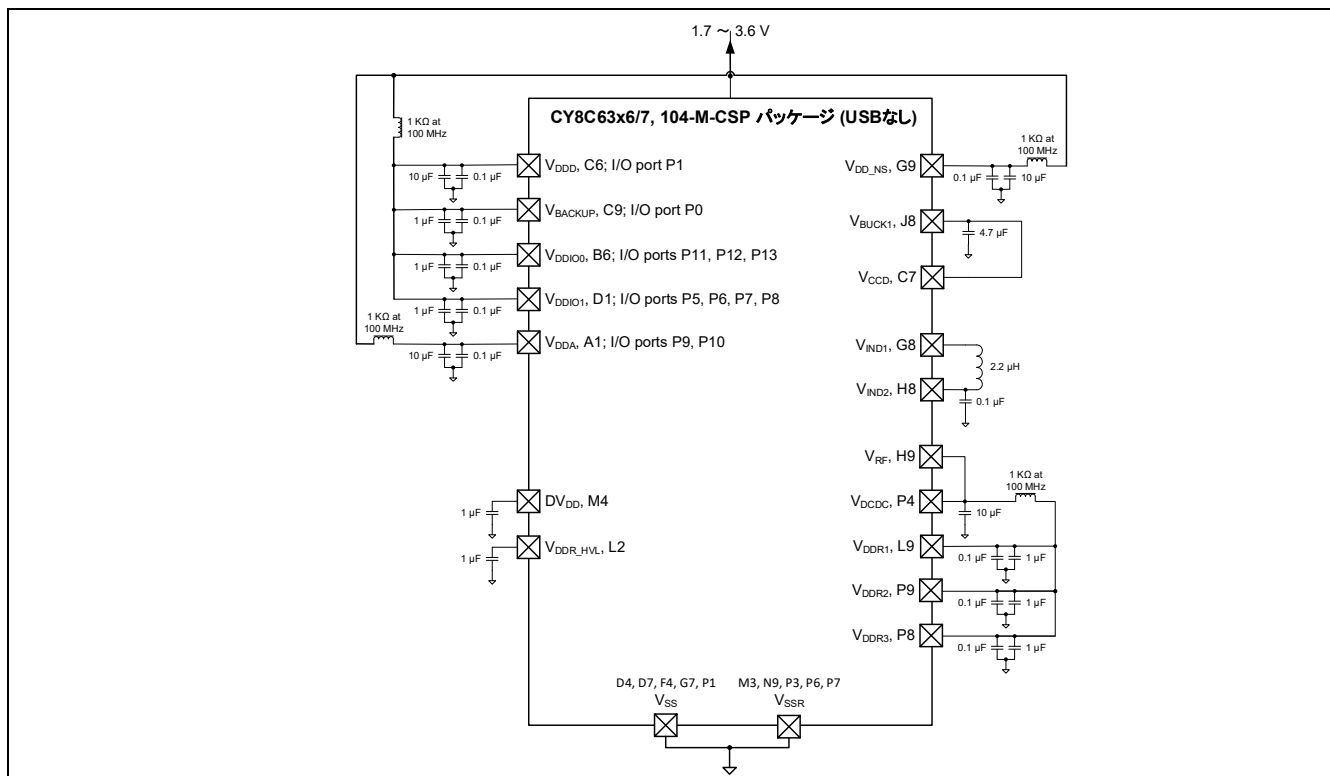 1.7 ～ 3.6 V
CY8C63x6/7, 104-M-CSP パッケージ (USBなし)
1 KΩ at
100 MHz
10 µF
0.1 µF
VDDD, C6; I/O port P1
1 µF
0.1 µF
VBACKUP, C9; I/O port P0
1 µF
0.1 µF
VDDIO0, B6; I/O ports P11, P12, P13
1 µF
0.1 µF
VDDIO1, D1; I/O ports P5, P6, P7, P8
1 KΩ at
100 MHz
10 µF
0.1 µF
VDDA, A1; I/O ports P9, P10
1 µF
DVDD, M4
1 µF
VDDR_HVL, L2
VDD_NS, G9
0.1 µF
10 µF
1 KΩ at
100 MHz
VBUCK1, J8
4.7 µF
VCCD, C7
VIND1, G8
2.2 µH
VIND2, H8
0.1 µF
VRF, H9
1 KΩ at
100 MHz
VDCDC, P4
10 µF
VDDR1, L9
0.1 µF
1 µF
VDDR2, P9
0.1 µF
1 µF
VDDR3, P8
0.1 µF
1 µF
D4, D7, F4, G7, P1
VSS
M3, N9, P3, P6, P7
VSSR